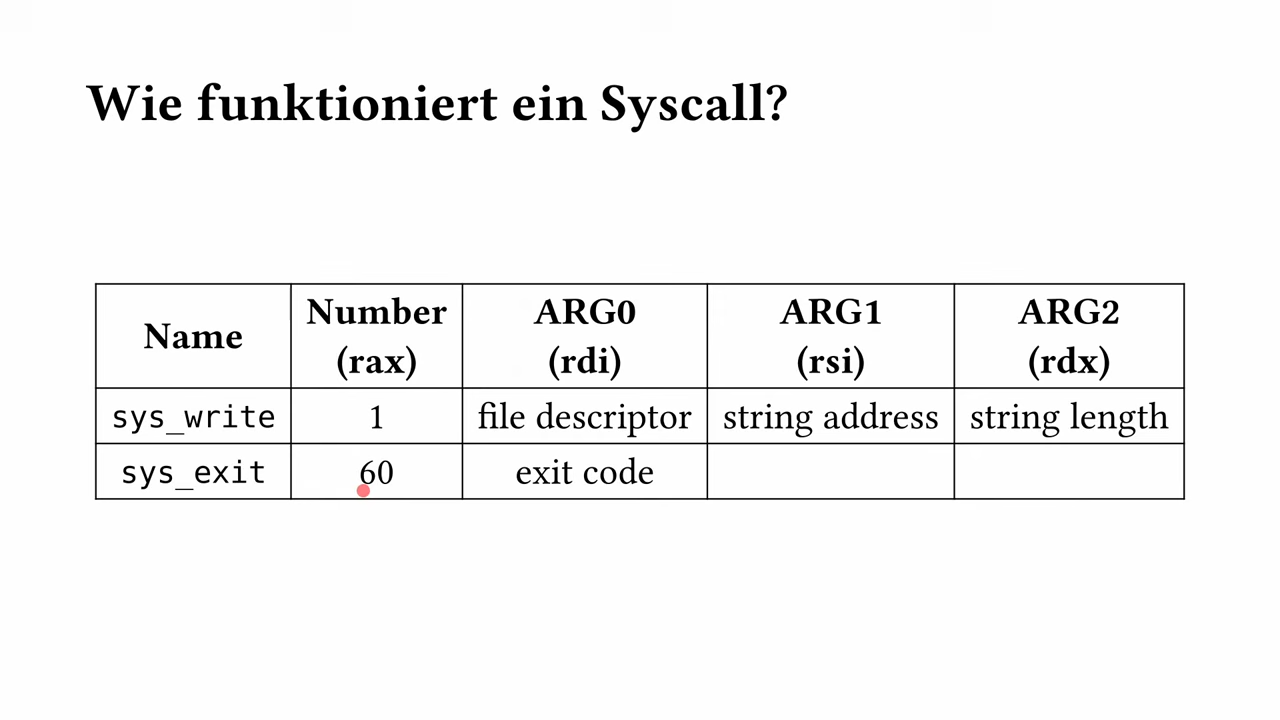 Wie funktioniert ein Syscall?
Name Number (rax) ARG0 (rdi) ARG1 (rsi) ARG2 (rdx)
sys_write 1 file descriptor string address string length
sys_exit 60 exit code